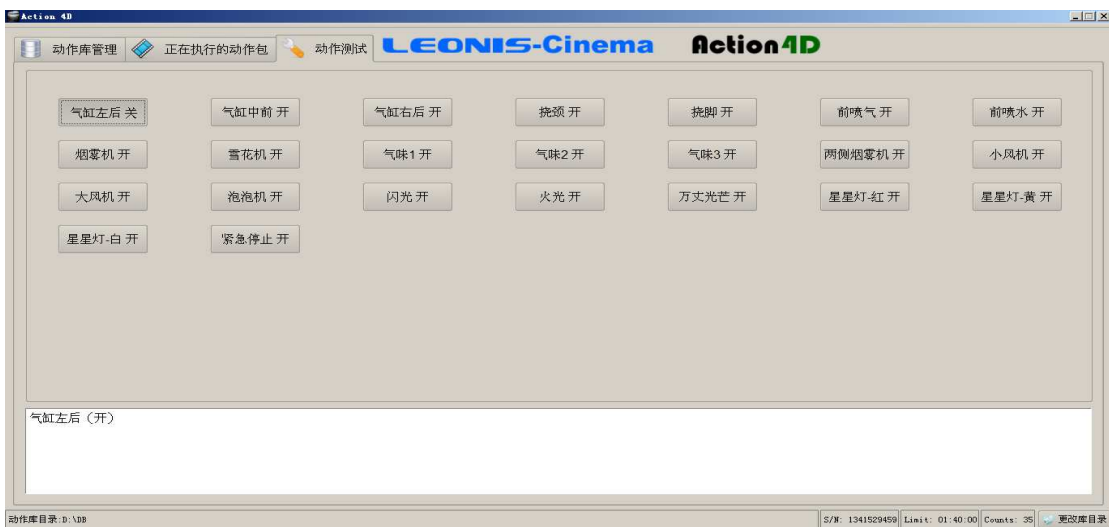 Action 4D
动作库管理 正在执行的动作包 动作测试 LEONIS-Cinema Action4D
气缸左后 关 气缸中前 开 气缸右后 开 挠颈 开 挠脚 开 前喷气 开 前喷水 开
烟雾机 开 雪花机 开 气味1 开 气味2 开 气味3 开 两侧烟雾机 开 小风机 开
大风机 开 泡泡机 开 闪光 开 火光 开 万丈光芒 开 星星灯-红 开 星星灯-黄 开
星星灯-白 开 紧急停止 开
气缸左后（开）
动作库目录:D:\DB S/N: 1341529459 Limit: 01:40:00 Counts: 35 更改库目录